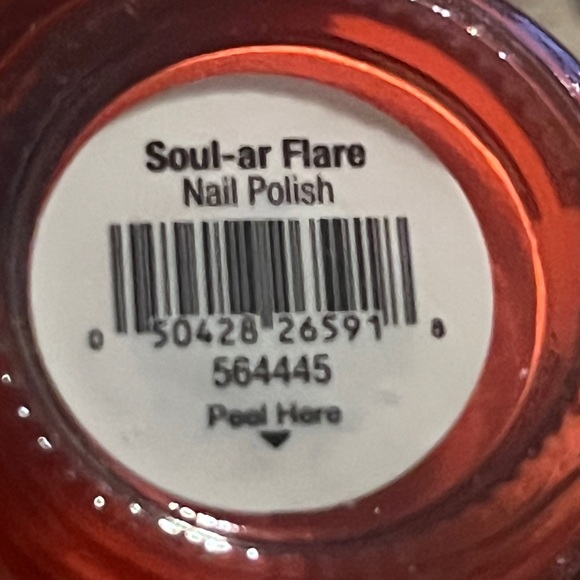 Soul-ar Flare
Nail Polish
0 50428 26591 8
564445
Peel Here